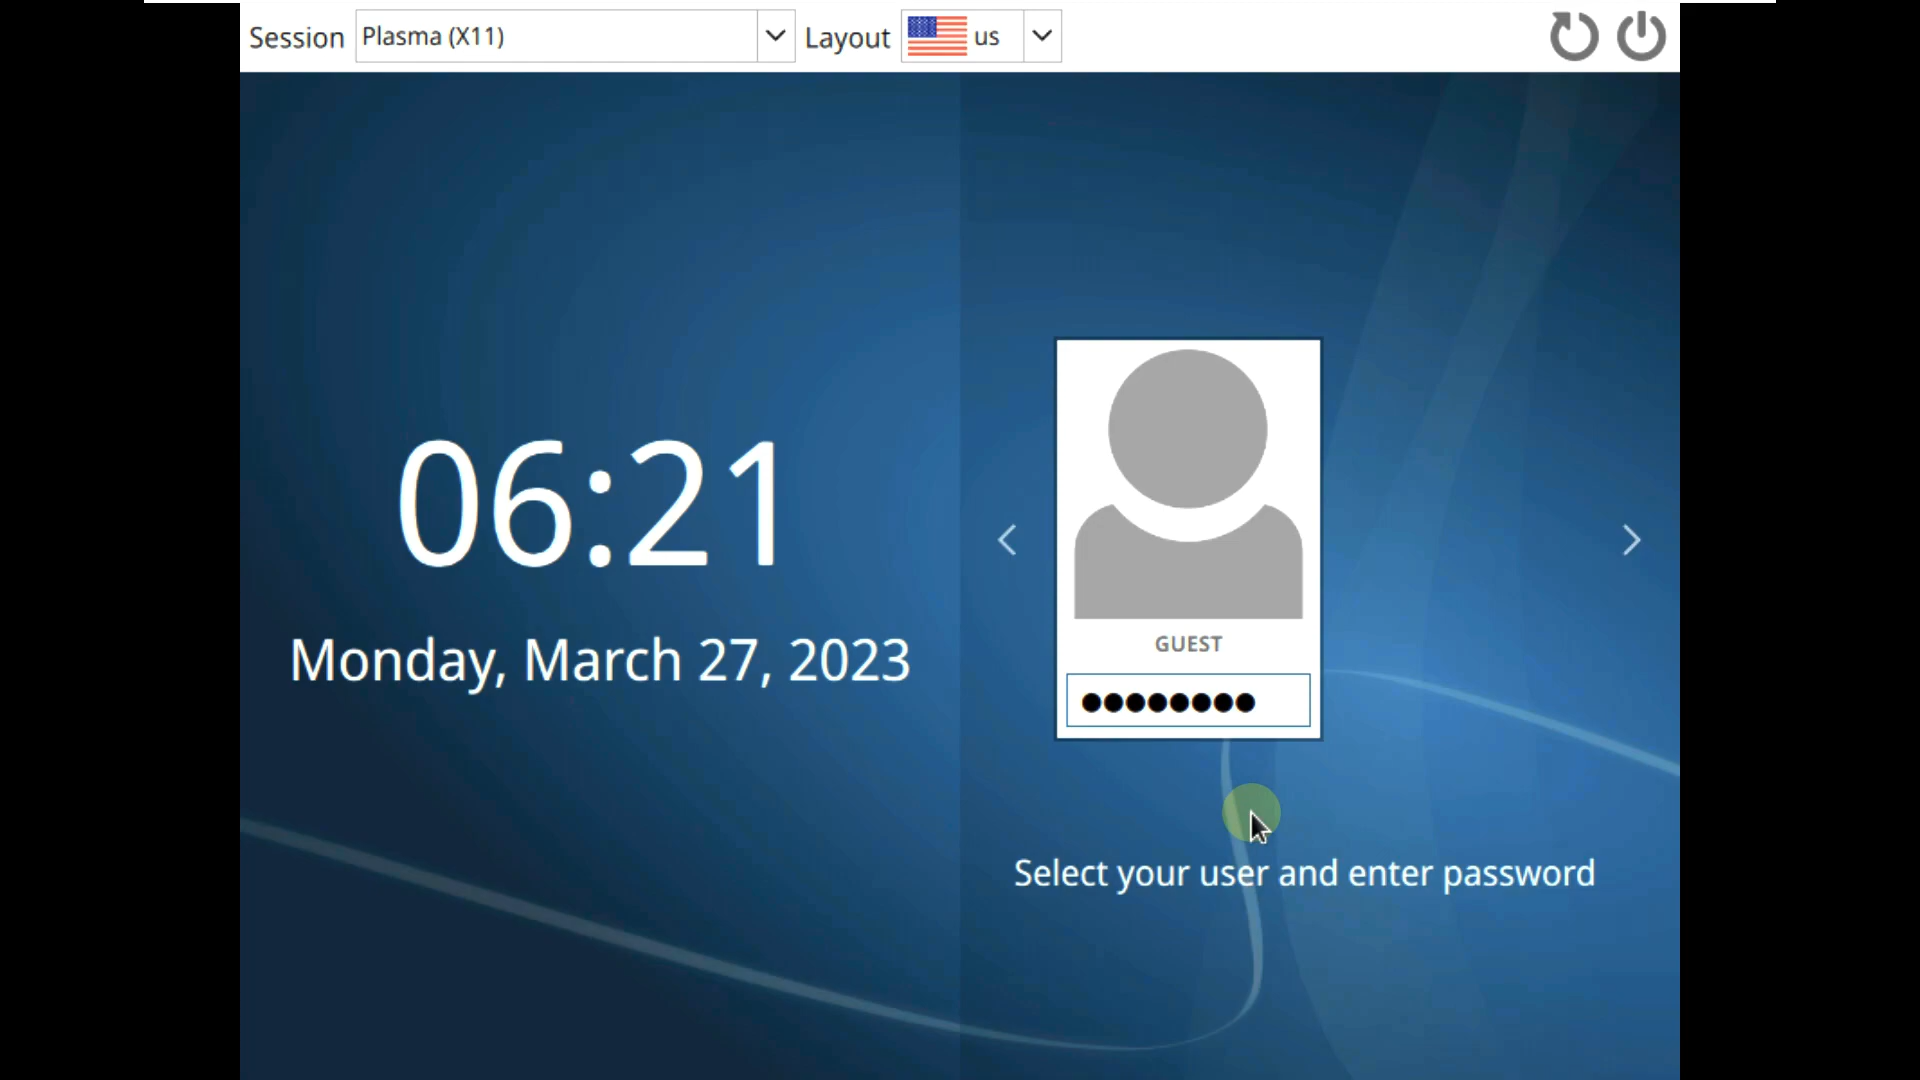 Session Plasma (X11) Layout us
06:21
Monday, March 27, 2023
GUEST
●●●●●●●●
Select your user and enter password